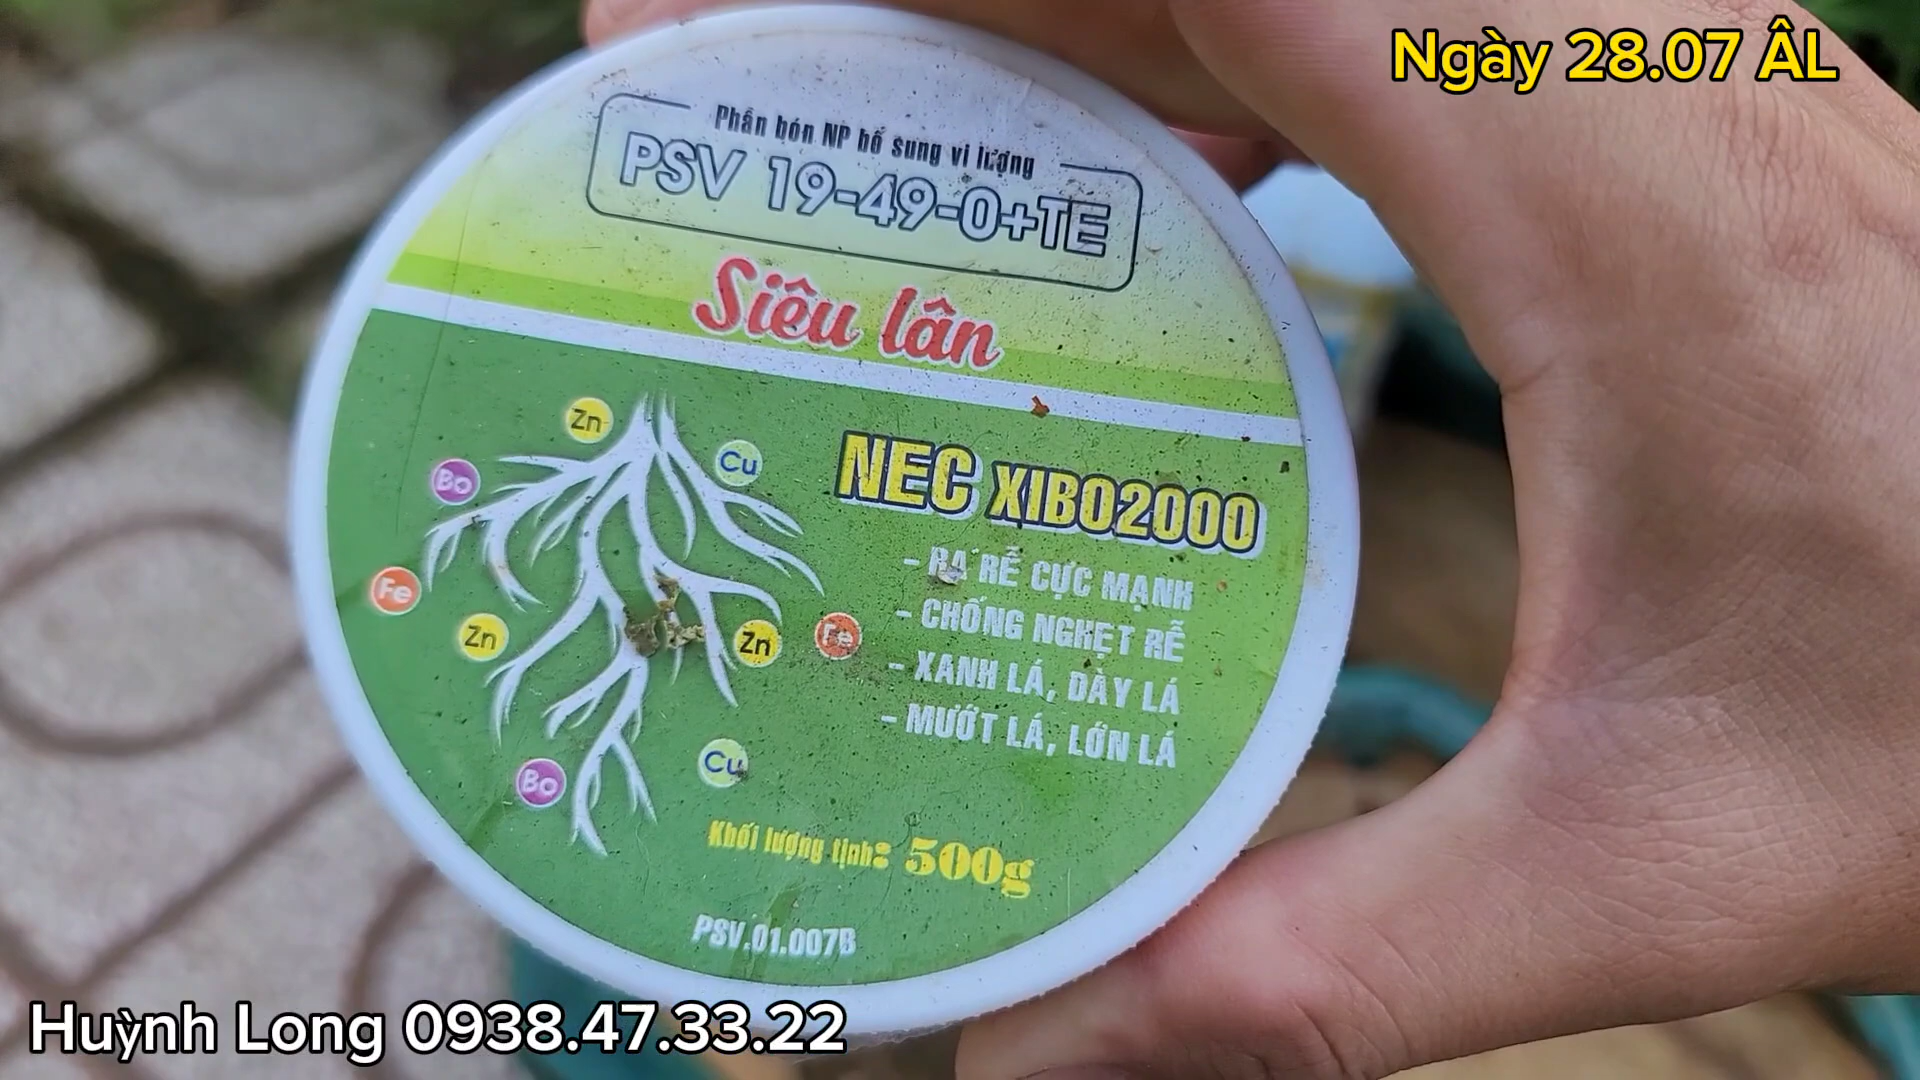 Ngày 28.07 ÂL
Phân bón NP bổ sung vi lượng
PSV 19-49-0+TE
Siêu lân
Zn
Cu
Bo
NEC XIBO2000
- RA RỄ CỰC MẠNH
Fe
- CHỐNG NGHẸT RỄ
Zn
Zn
Fe
- XANH LÁ, DÀY LÁ
- MƯỚT LÁ, LỚN LÁ
Cu
Bo
Khối lượng tịnh: 500g
PSV.01.007B
Huỳnh Long 0938.47.33.22